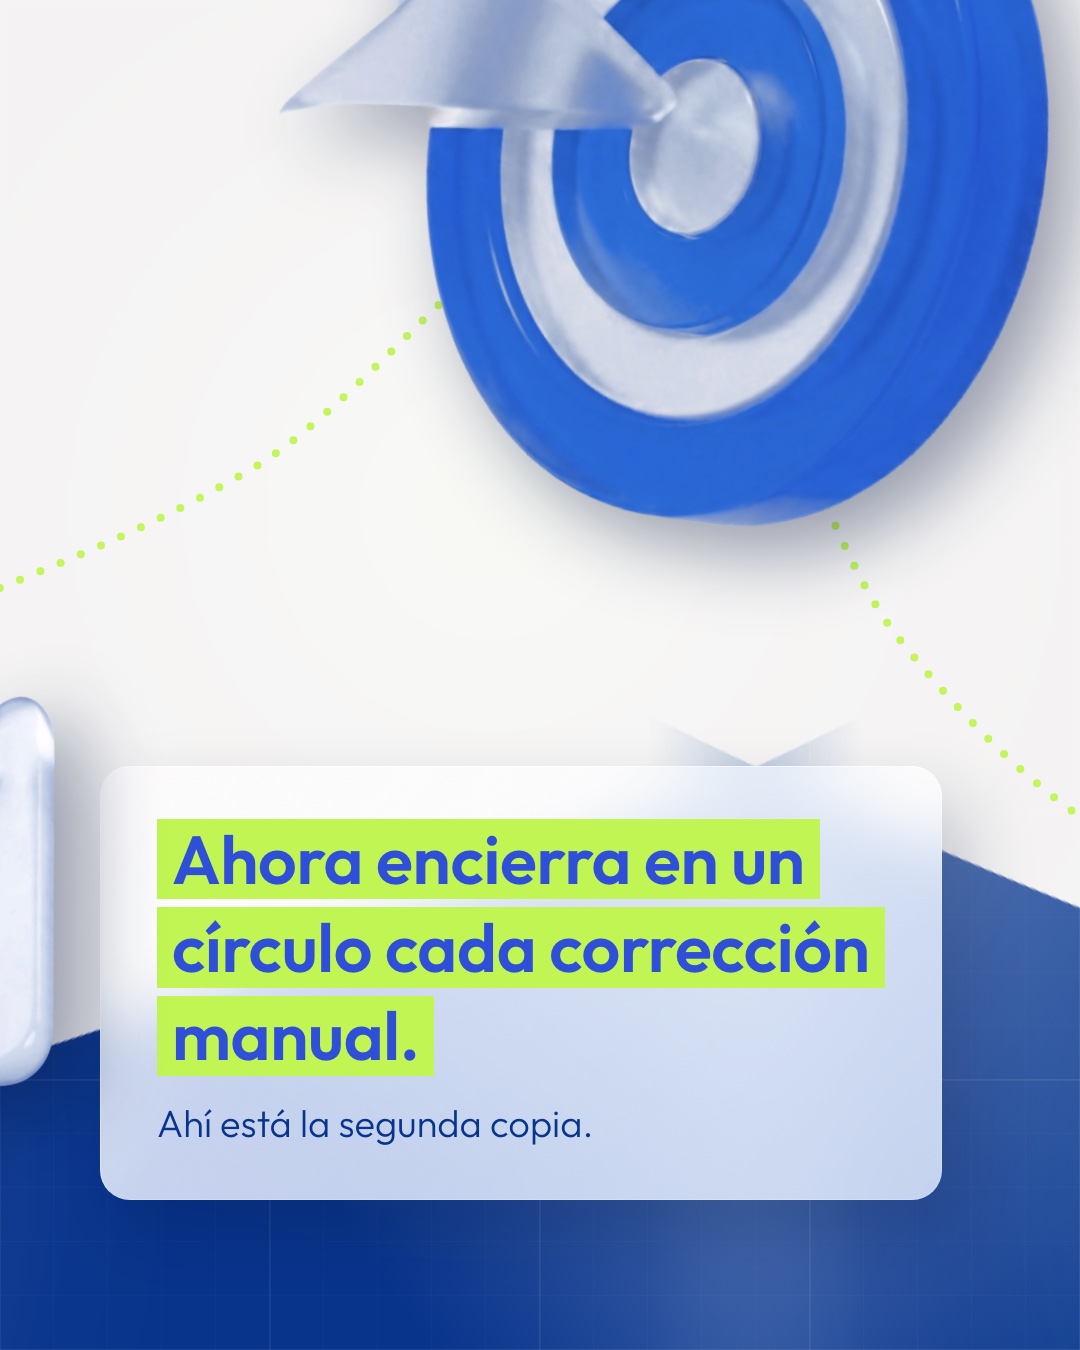 Ahora encierra en un
círculo cada corrección
manual.
Ahí está la segunda copia.